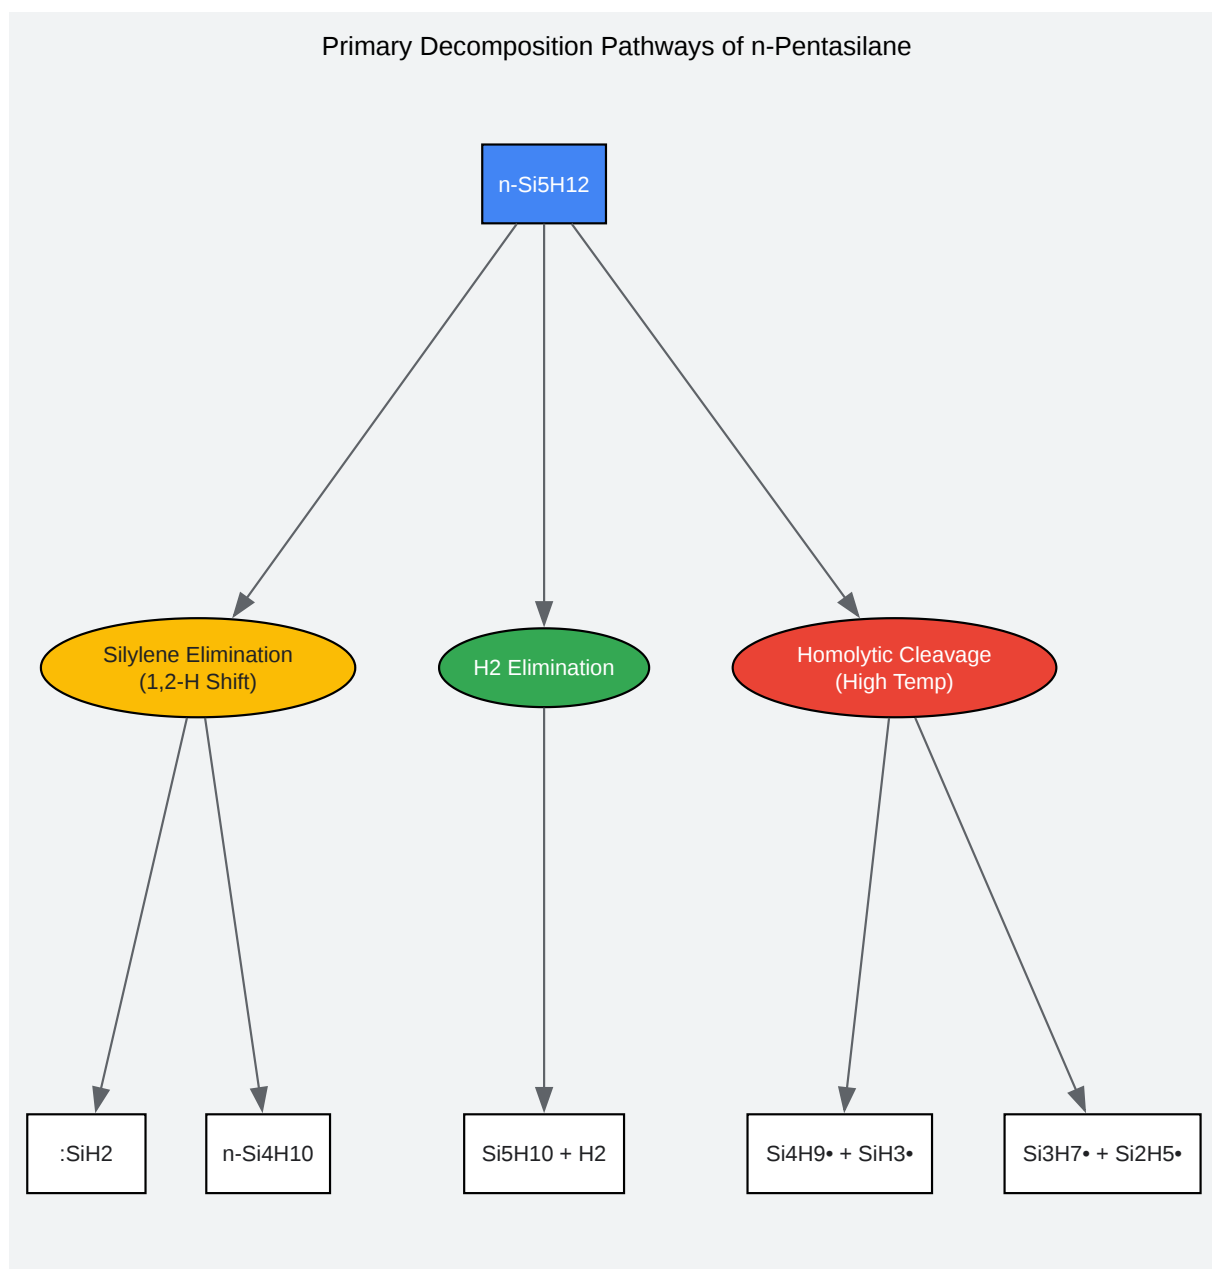 Primary Decomposition Pathways of n-Pentasilane
n-Si5H12
Silylene Elimination
(1,2-H Shift)
H2 Elimination
Homolytic Cleavage
(High Temp)
:SiH2
n-Si4H10
Si5H10 + H2
Si4H9• + SiH3•
Si3H7• + Si2H5•